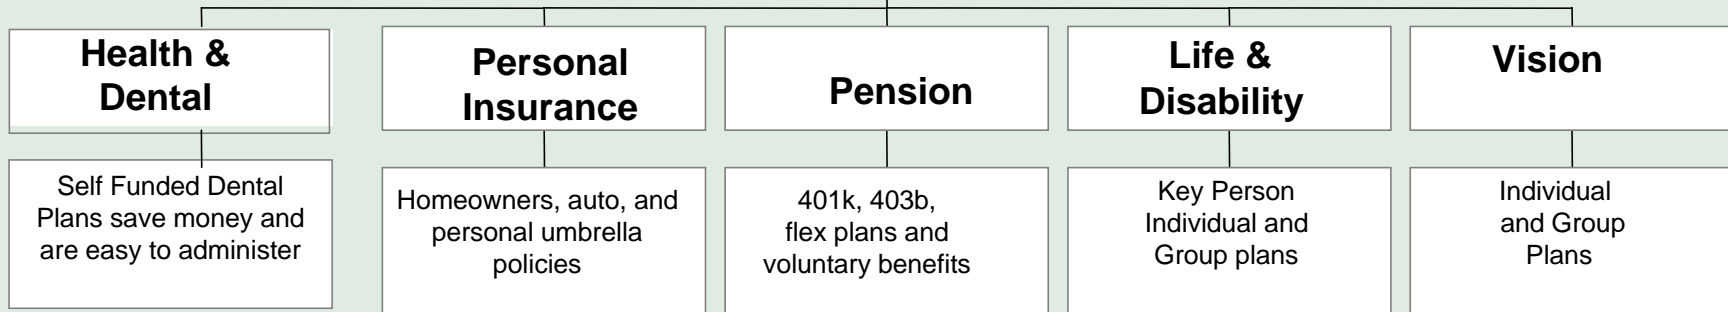 Health &
Dental
Personal
Insurance
Pension
Life &
Disability
Vision
Self Funded Dental
Plans save money and
are easy to administer
Homeowners, auto, and
personal umbrella
policies
401k, 403b,
flex plans and
voluntary benefits
Key Person
Individual and
Group plans
Individual
and Group
Plans